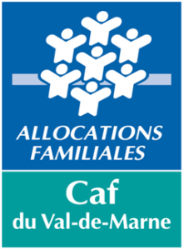 ALLOCATIONS
FAMILIALES
Caf
du Val-de-Marne